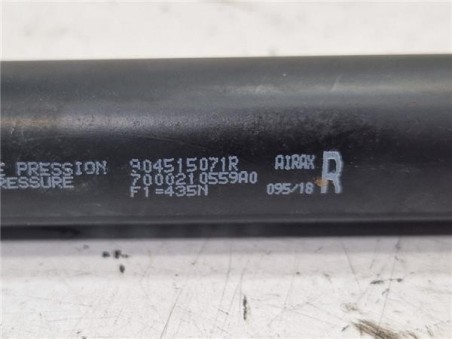 E PRESSION 904515071R AIRAX R
RESSURE 7000210559A0 095/18
F1=435N